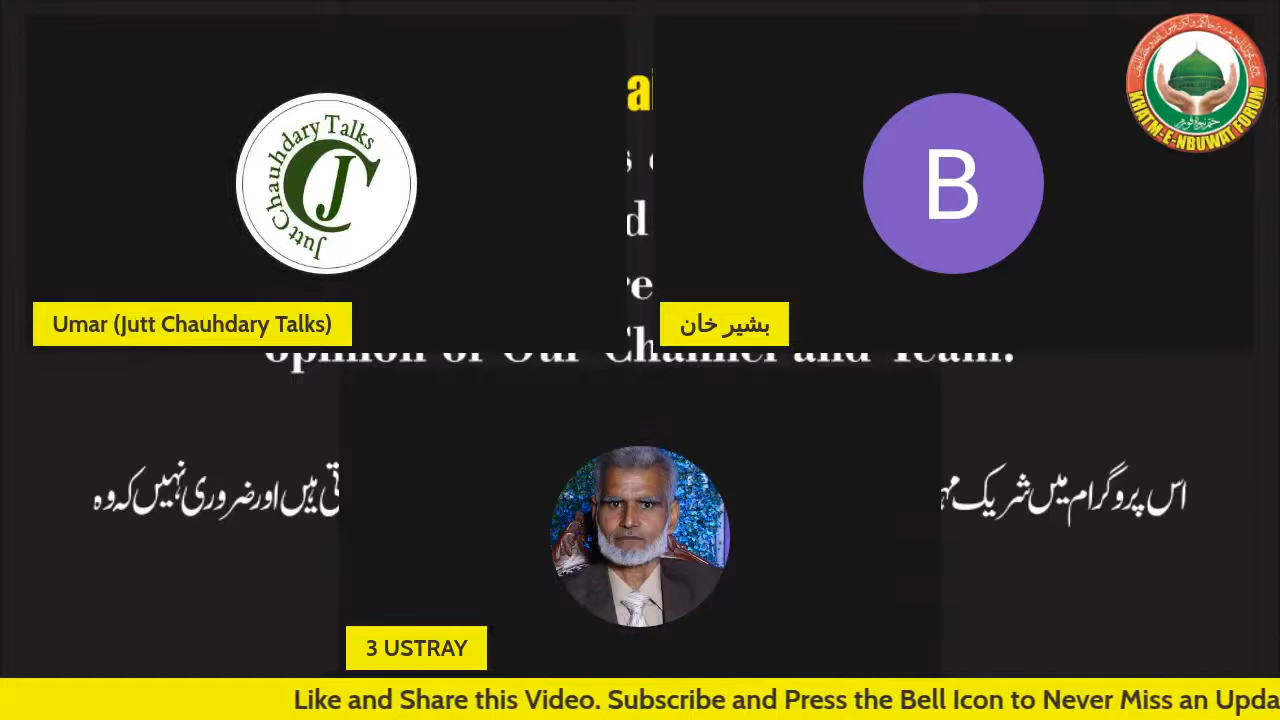 Jutt Chauhdary Talks
CJ
B
KHATM-E-NBUWAT FORUM
Umar (Jutt Chauhdary Talks)
بشیر خان
opinion of Our Channel and Team.
اس پروگرام میں شریک
ہیں اور ضروری نہیں کہ وہ
3 USTRAY
Like and Share this Video. Subscribe and Press the Bell Icon to Never Miss an Upda